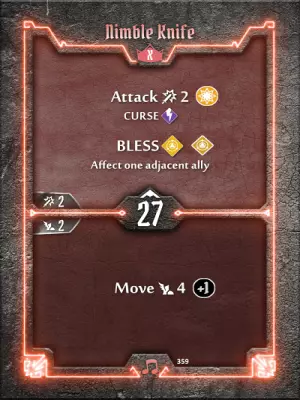 Nimble Knife
X
Attack 2
CURSE
BLESS
Affect one adjacent ally
2
27
2
Move 4 +1
359